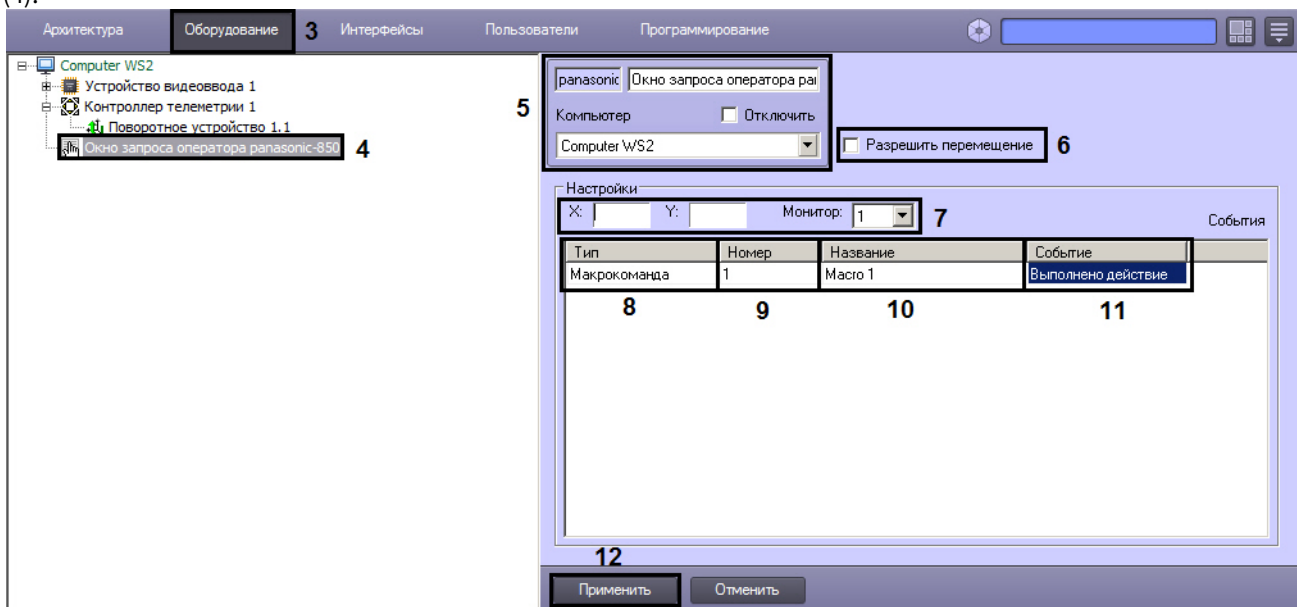 (4).
Архитектура Оборудование 3 Интерфейсы Пользователи Программирование
Computer WS2
Устройство видеоввода 1
Контроллер телеметрии 1
Поворотное устройство 1.1
Окно запроса оператора panasonic-850 4
5
panasonic Окно запроса оператора
Компьютер Отключить
Computer WS2
Разрешить перемещение 6
Настройки
X: Y: Монитор: 1 7
События
Тип Номер Название Событие
Макрокоманда 1 Macro 1 Выполнено действие
8 9 10 11
12
Применить Отменить